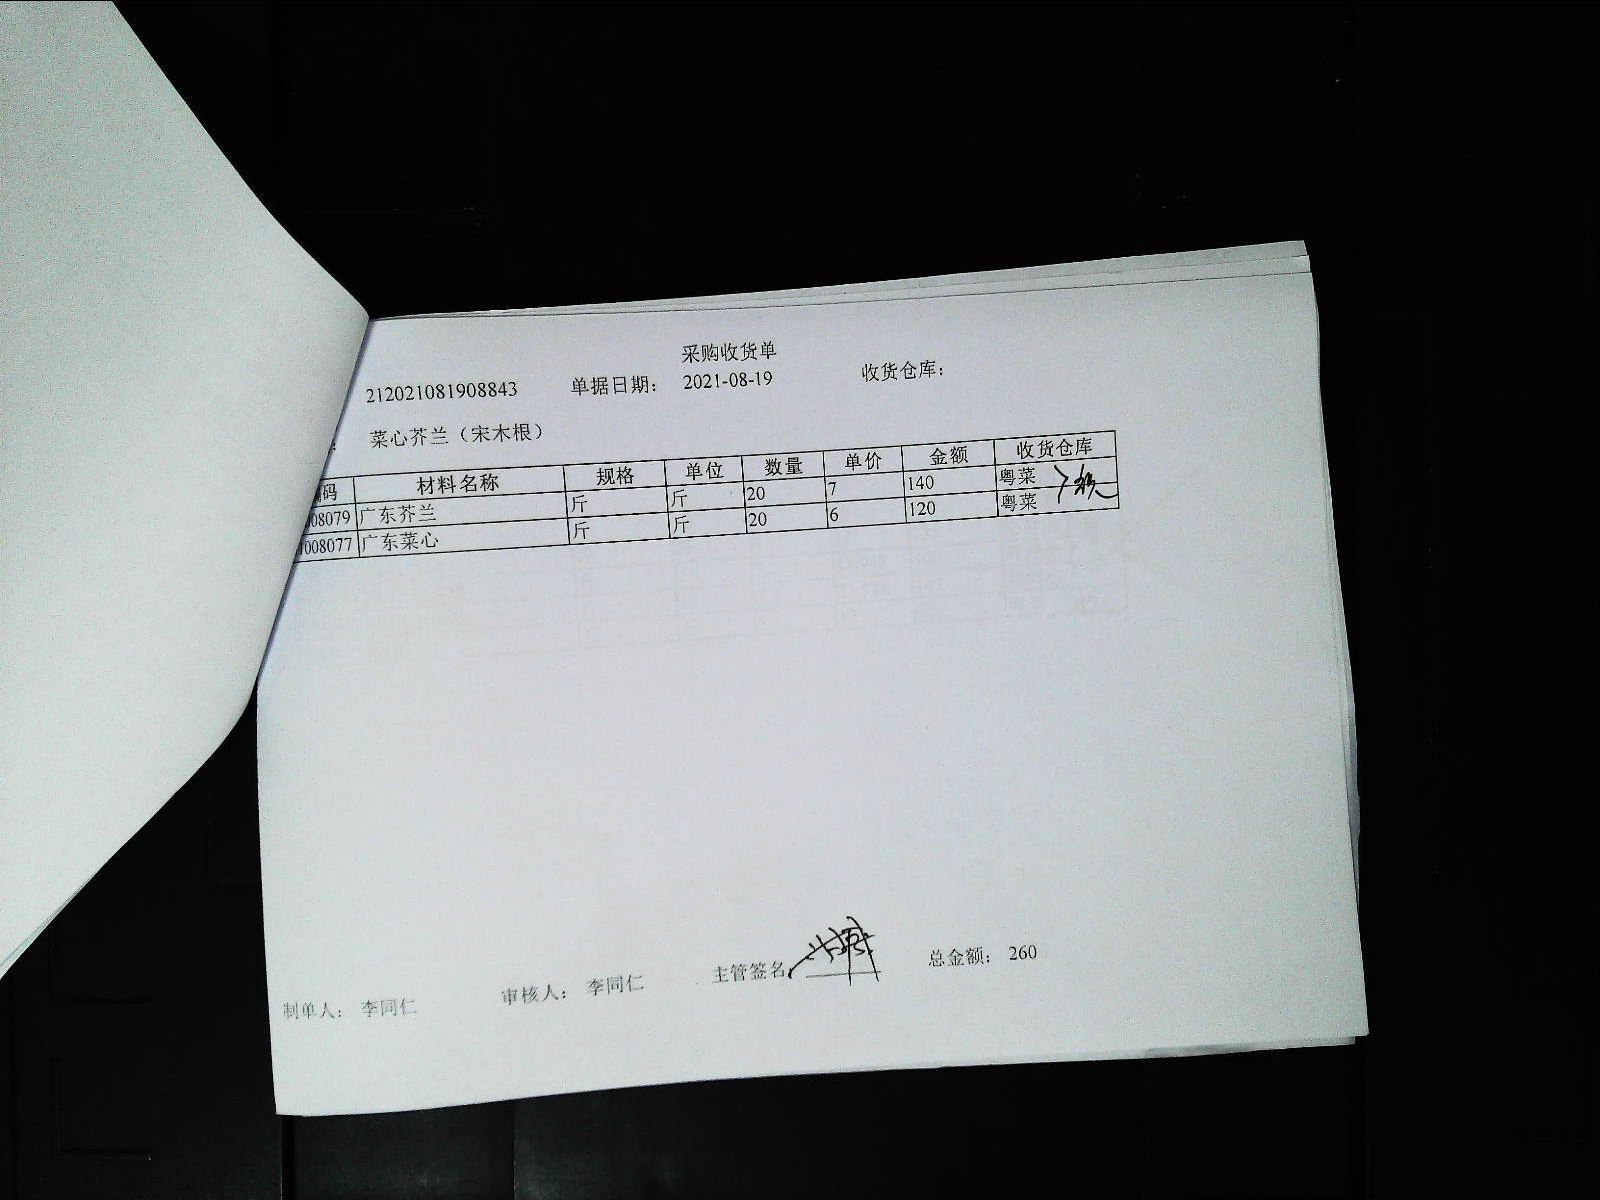 采购收货单
212021081908843 单据日期： 2021-08-19 收货仓库：
： 菜心芥兰（宋木根）
码 材料名称 规格 单位 数量 单价 金额 收货仓库
008079 广东芥兰 斤 斤 20 7 140 粤菜
008077 广东菜心 斤 斤 20 6 120 粤菜
制单人： 李同仁 审核人： 李同仁 主管签名 总金额： 260